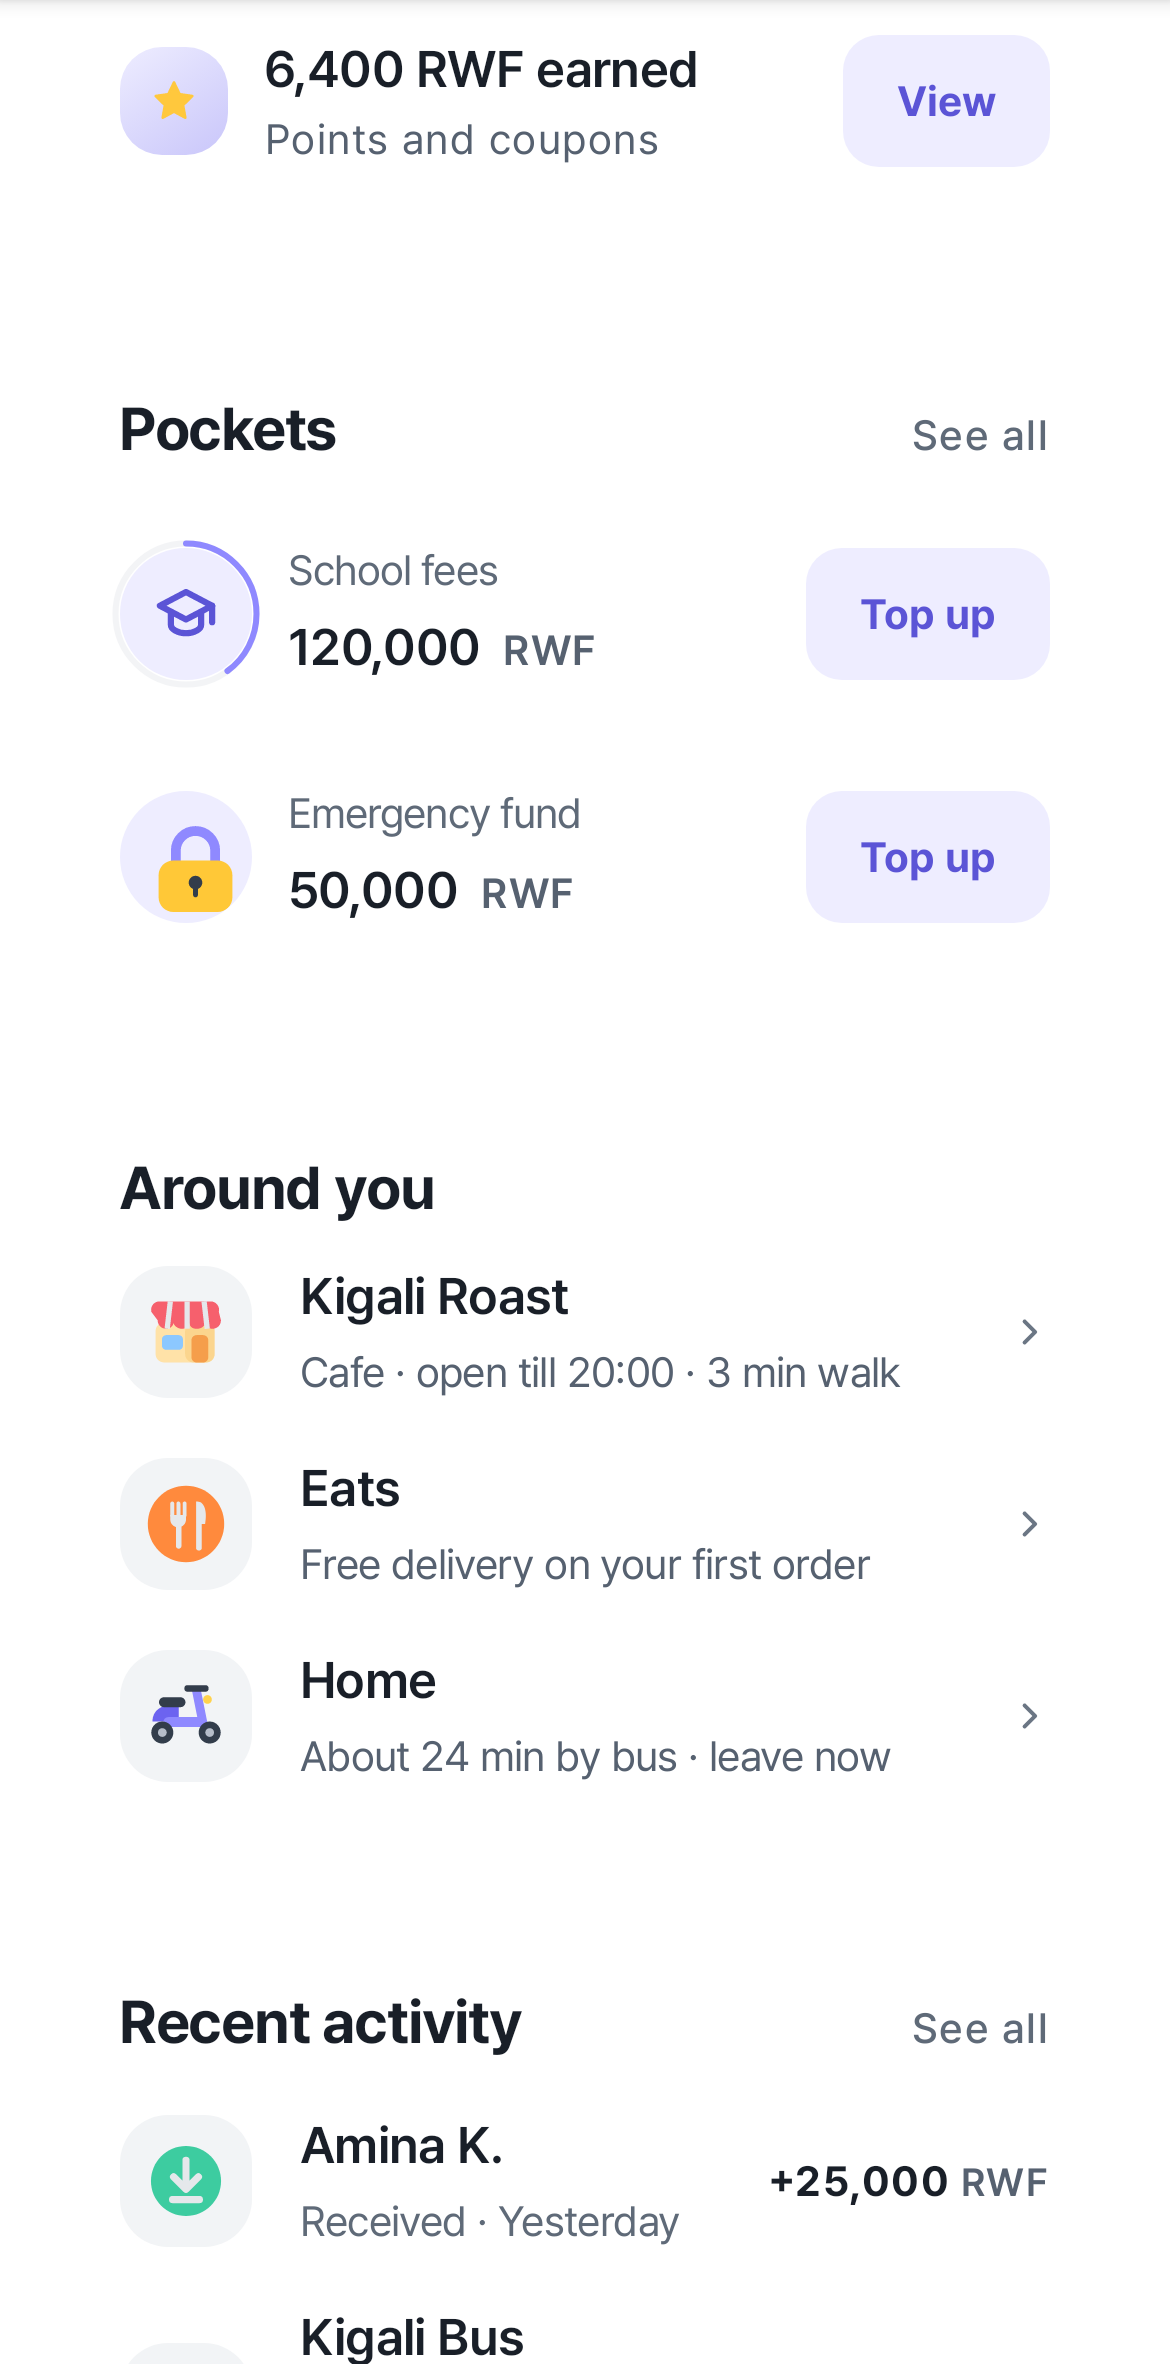 6,400 RWF earned
Points and coupons
View
Pockets
See all
School fees
120,000 RWF
Top up
Emergency fund
50,000 RWF
Top up
Around you
Kigali Roast
Cafe · open till 20:00 · 3 min walk
Eats
Free delivery on your first order
Home
About 24 min by bus · leave now
Recent activity
See all
Amina K.
Received · Yesterday
+25,000 RWF
Kigali Bus